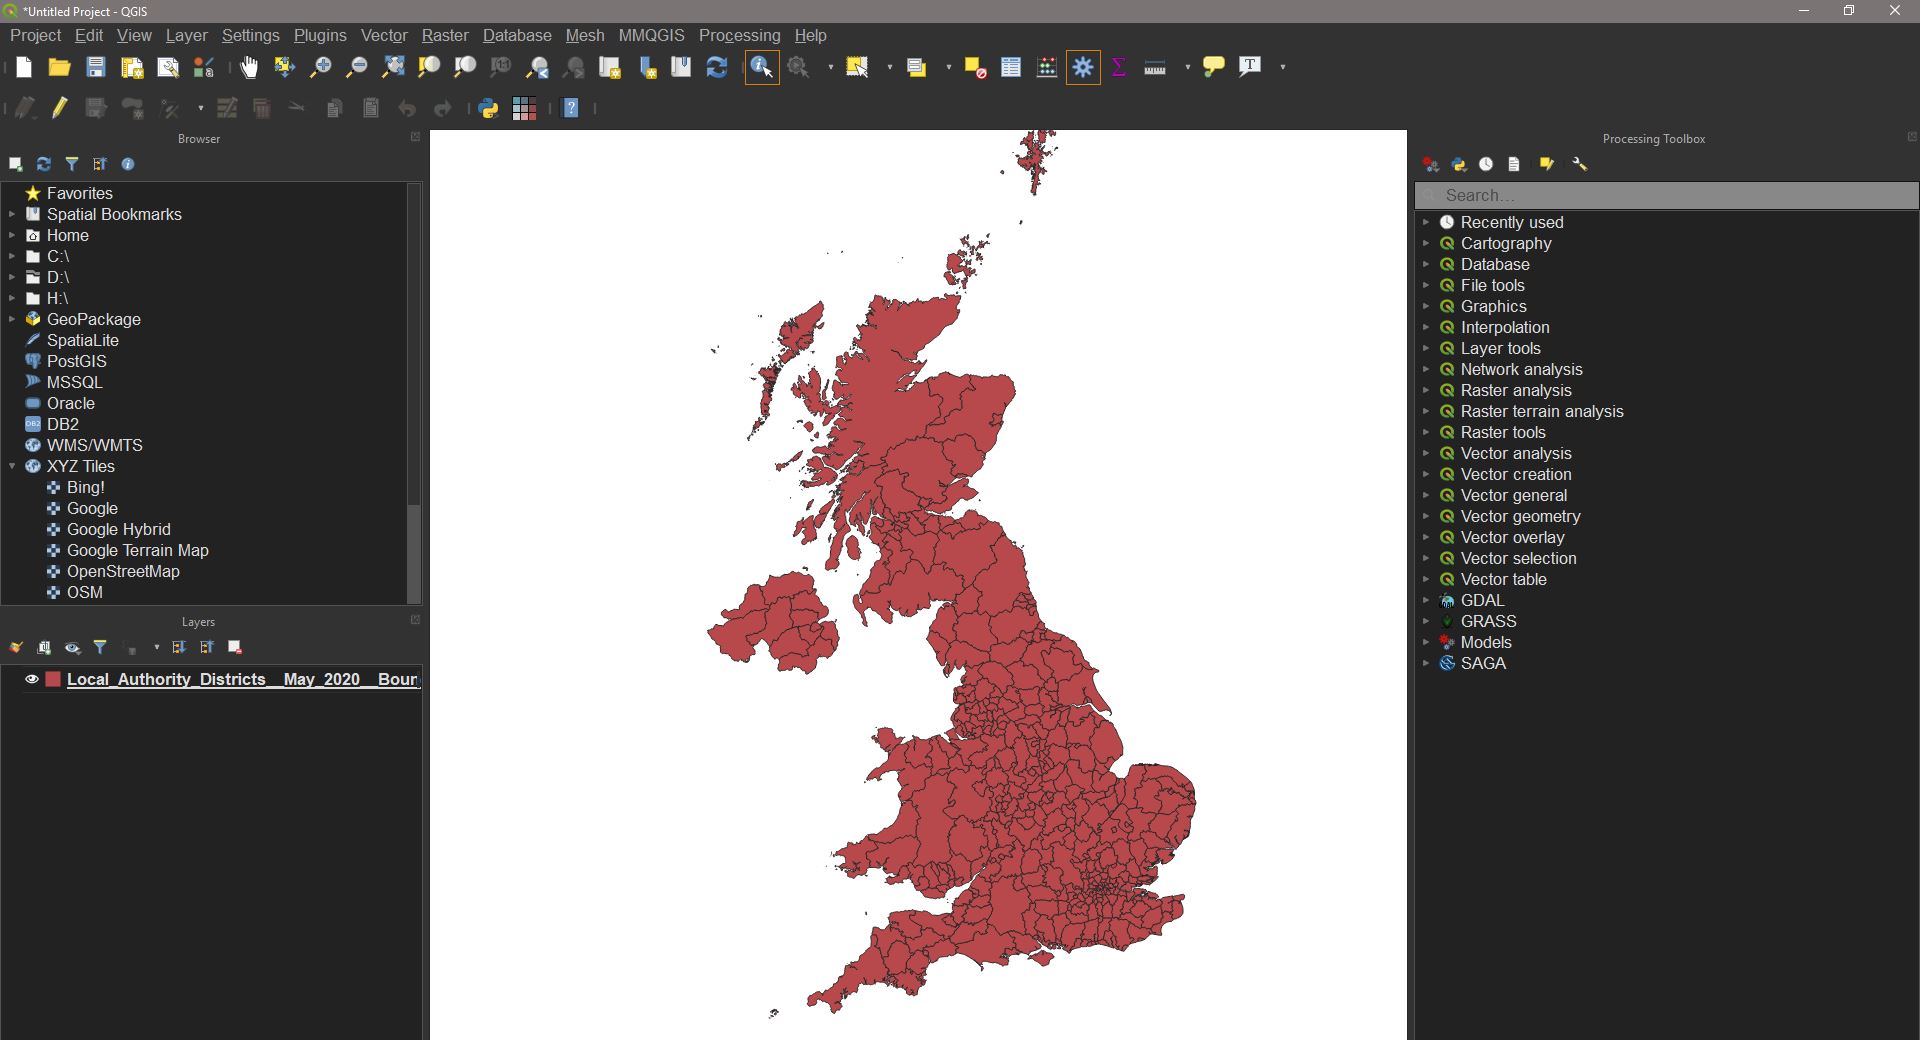 *Untitled Project - QGIS
Project Edit View Layer Settings Plugins Vector Raster Database Mesh MMQGIS Processing Help
Browser
Favorites
Spatial Bookmarks
Home
C:\
D:\
H:\
GeoPackage
SpatiaLite
PostGIS
MSSQL
Oracle
DB2
WMS/WMTS
XYZ Tiles
Bing!
Google
Google Hybrid
Google Terrain Map
OpenStreetMap
OSM
Layers
Local_Authority_Districts__May_2020__Boun
Processing Toolbox
Search...
Recently used
Cartography
Database
File tools
Graphics
Interpolation
Layer tools
Network analysis
Raster analysis
Raster terrain analysis
Raster tools
Vector analysis
Vector creation
Vector general
Vector geometry
Vector overlay
Vector selection
Vector table
GDAL
GRASS
Models
SAGA